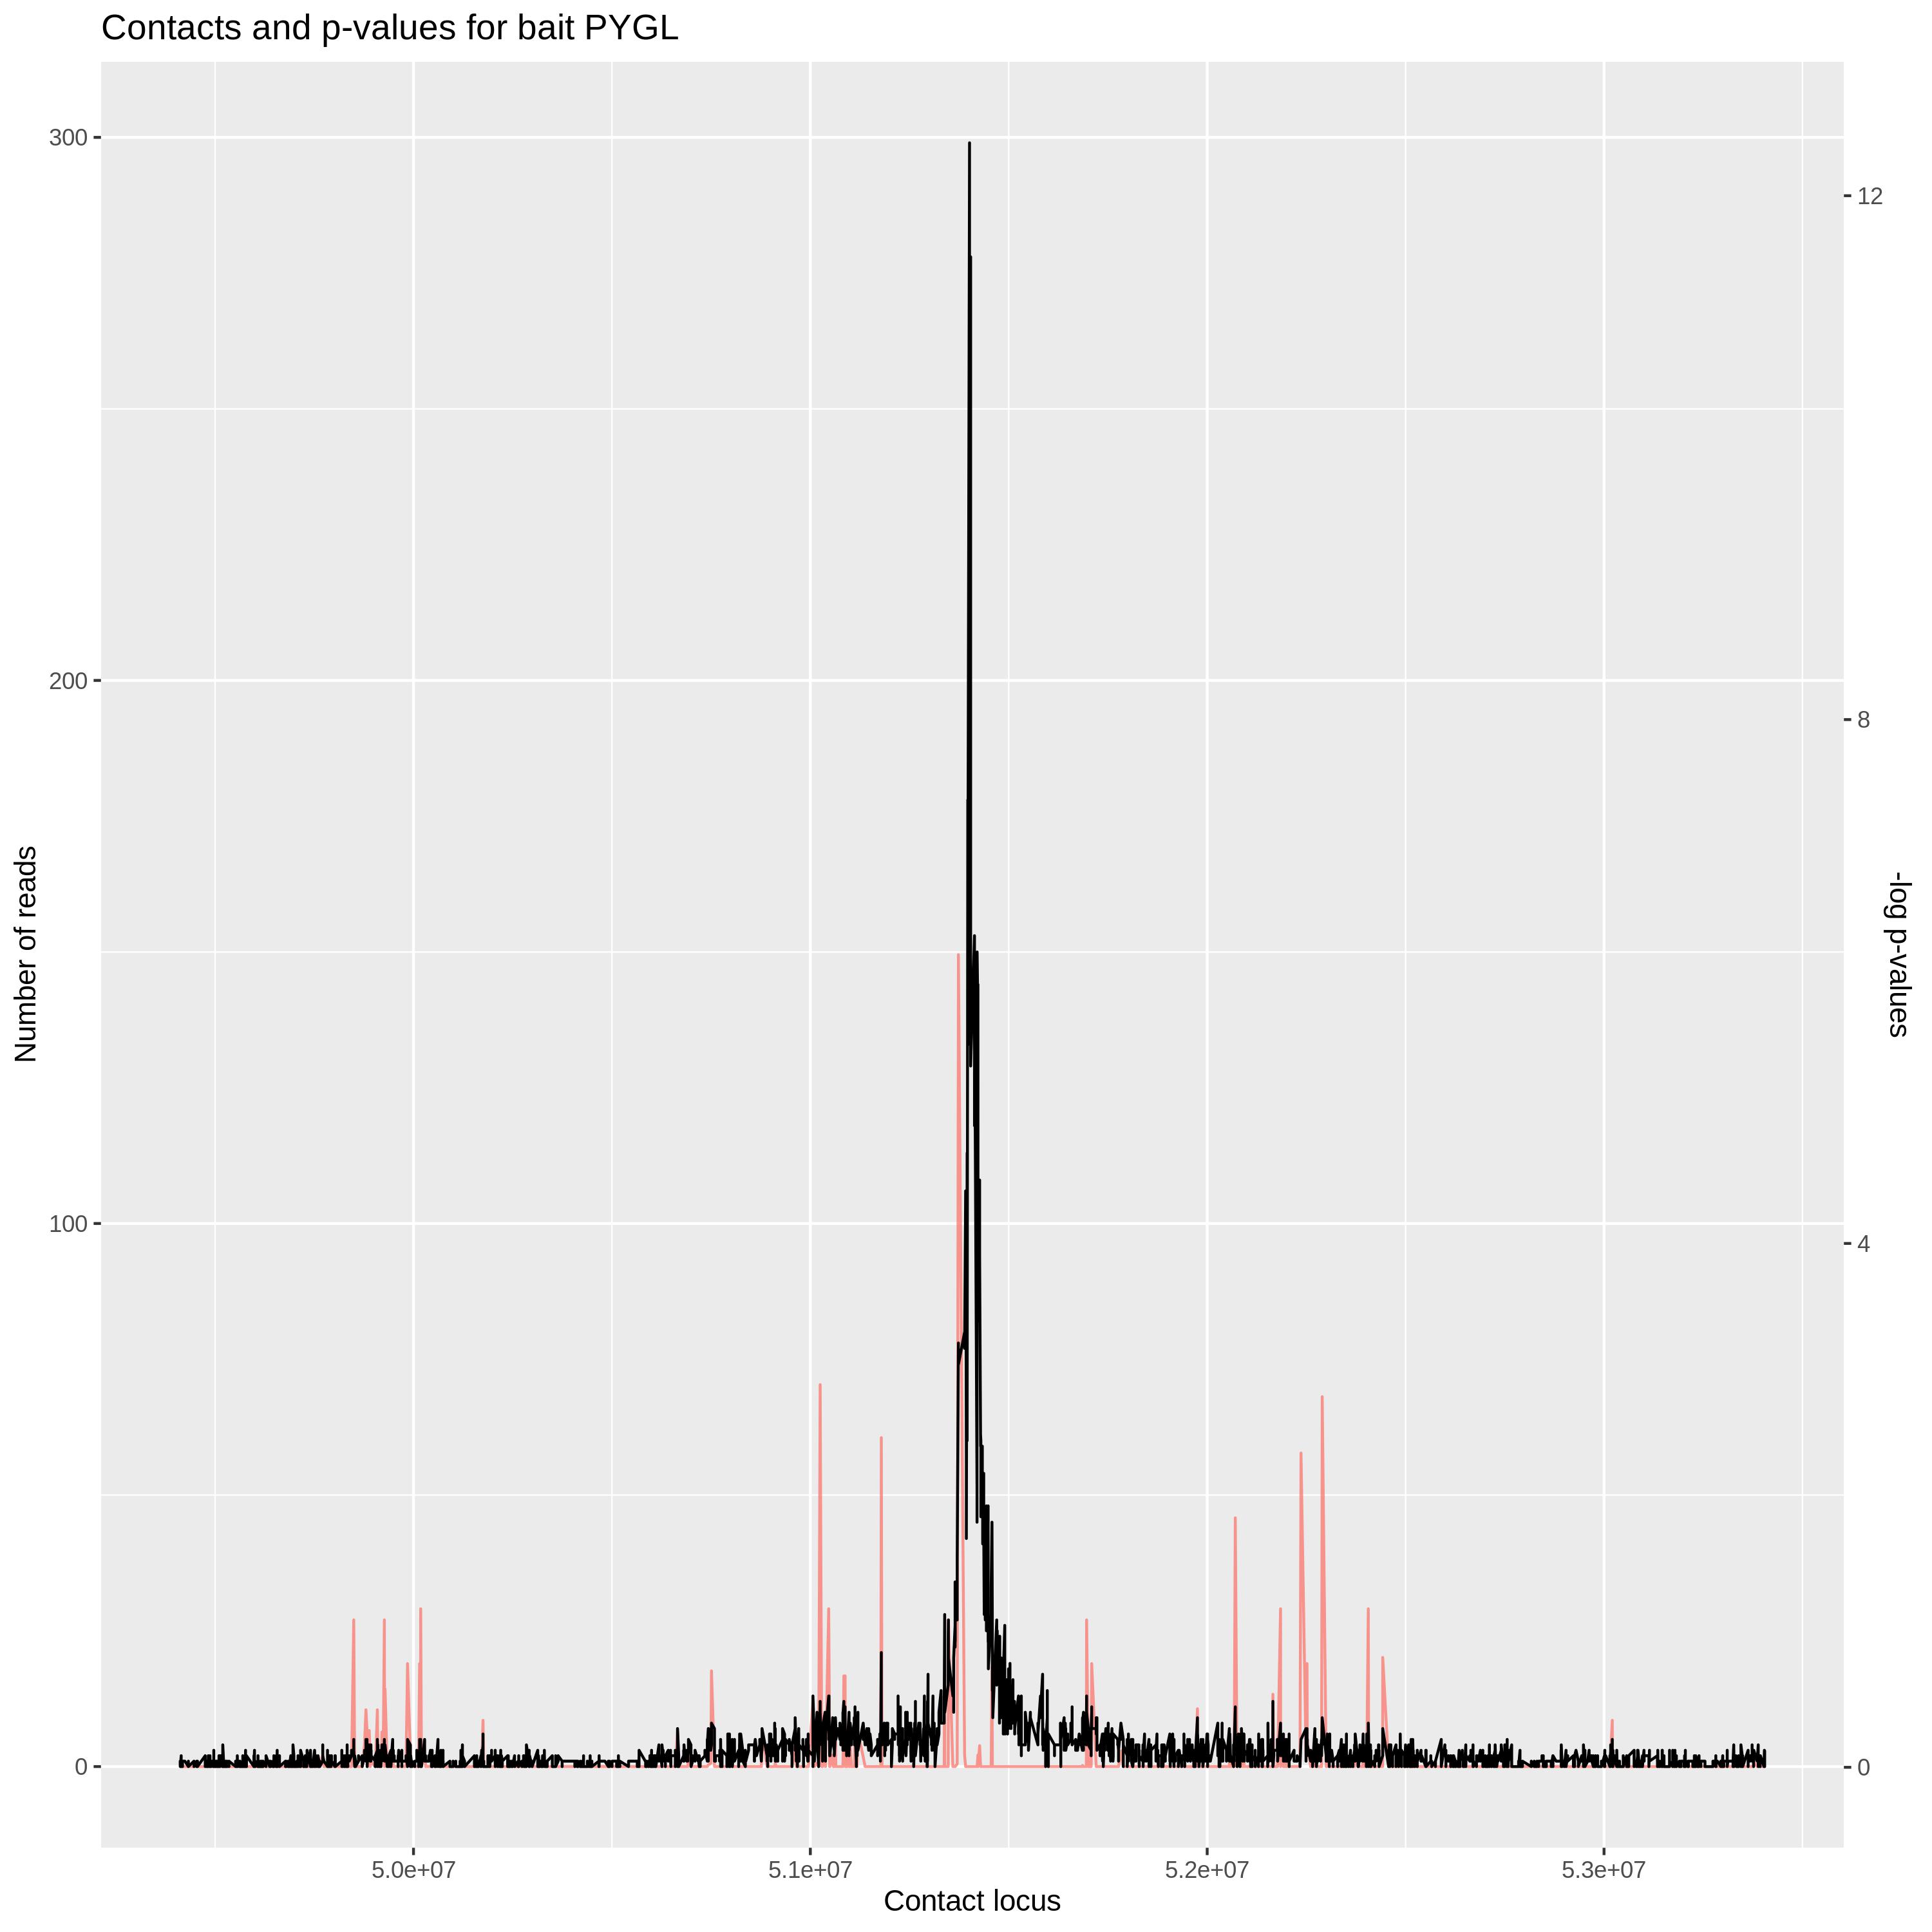 Contacts and p-values for bait PYGL
300
200
100
0
12
8
4
0
Number of reads
-log p-values
5.0e+07
5.1e+07
5.2e+07
5.3e+07
Contact locus